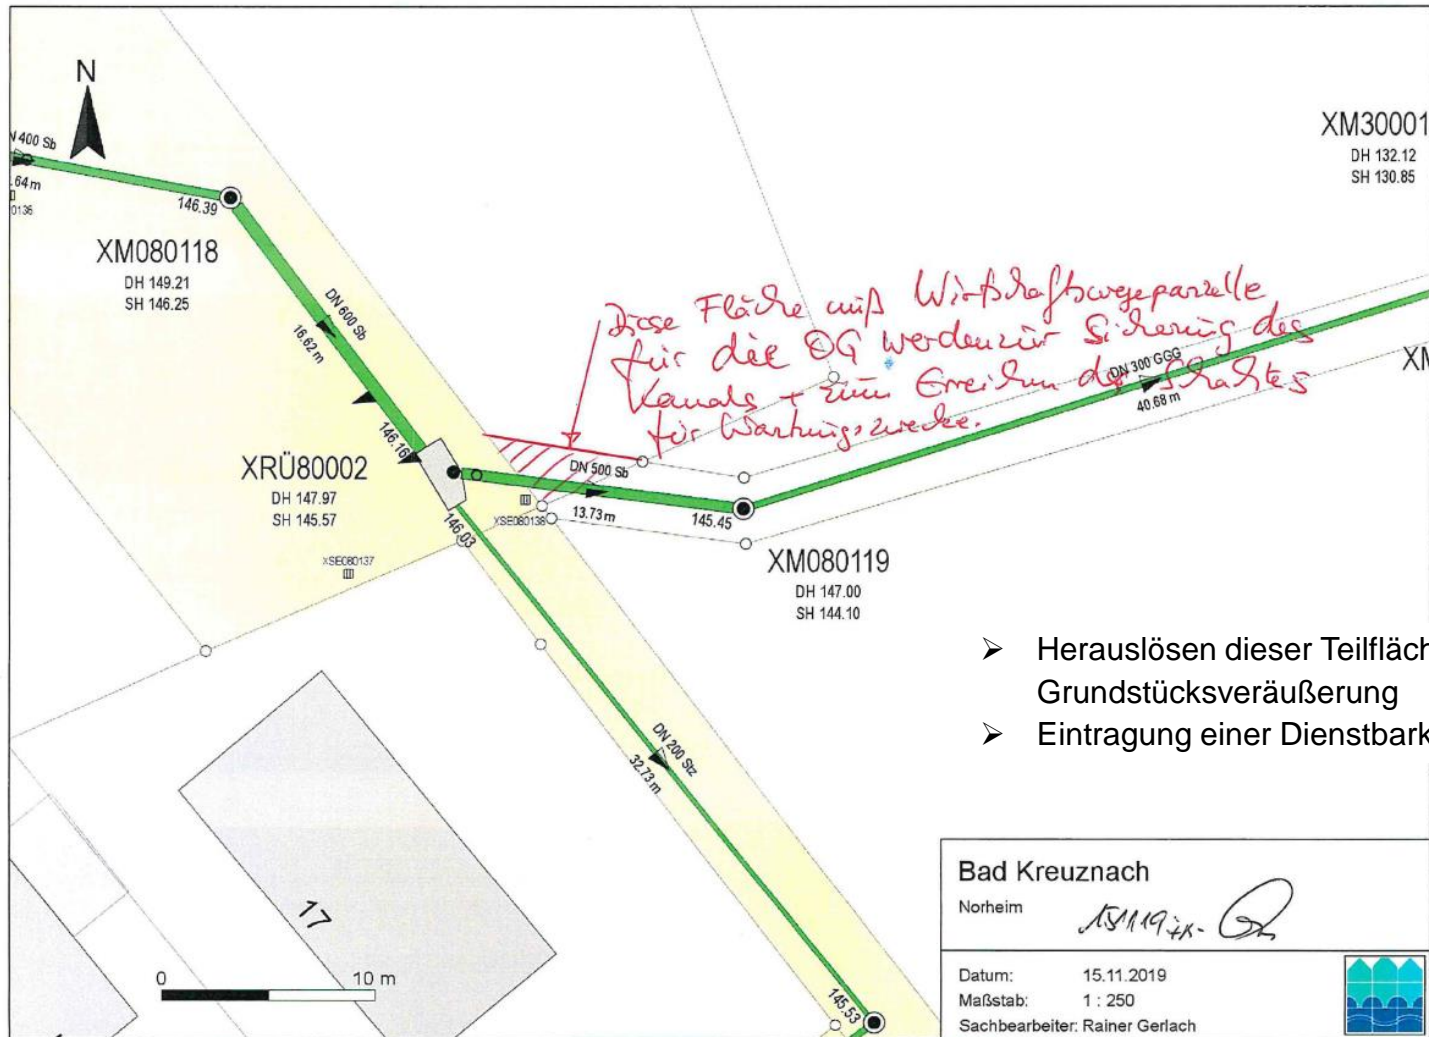 N
N 400 Sb
.64 m
0136
146.39
XM080118
DH 149.21
SH 146.25
DN 600 Sb
16.62 m
146.16
XRÜ80002
DH 147.97
SH 145.57
146.03
XSE080137
XSE080138
Diese Fläche muß Wirtschaftswegeparzelle
für die OG werden zur Sicherung des
Kanals + zum Erreichen des Schachtes
für Wartungszwecke.
DN 500 Sb
13.73 m
145.45
XM080119
DH 147.00
SH 144.10
DN 300 GGG
40.68 m
XM30001
DH 132.12
SH 130.85
XM
DN 200 Stz
32.73 m
145.53
17
0 10 m
➢ Herauslösen dieser Teilfläch
Grundstücksveräußerung
➢ Eintragung einer Dienstbark
Bad Kreuznach
Norheim
Datum: 15.11.2019
Maßstab: 1 : 250
Sachbearbeiter: Rainer Gerlach